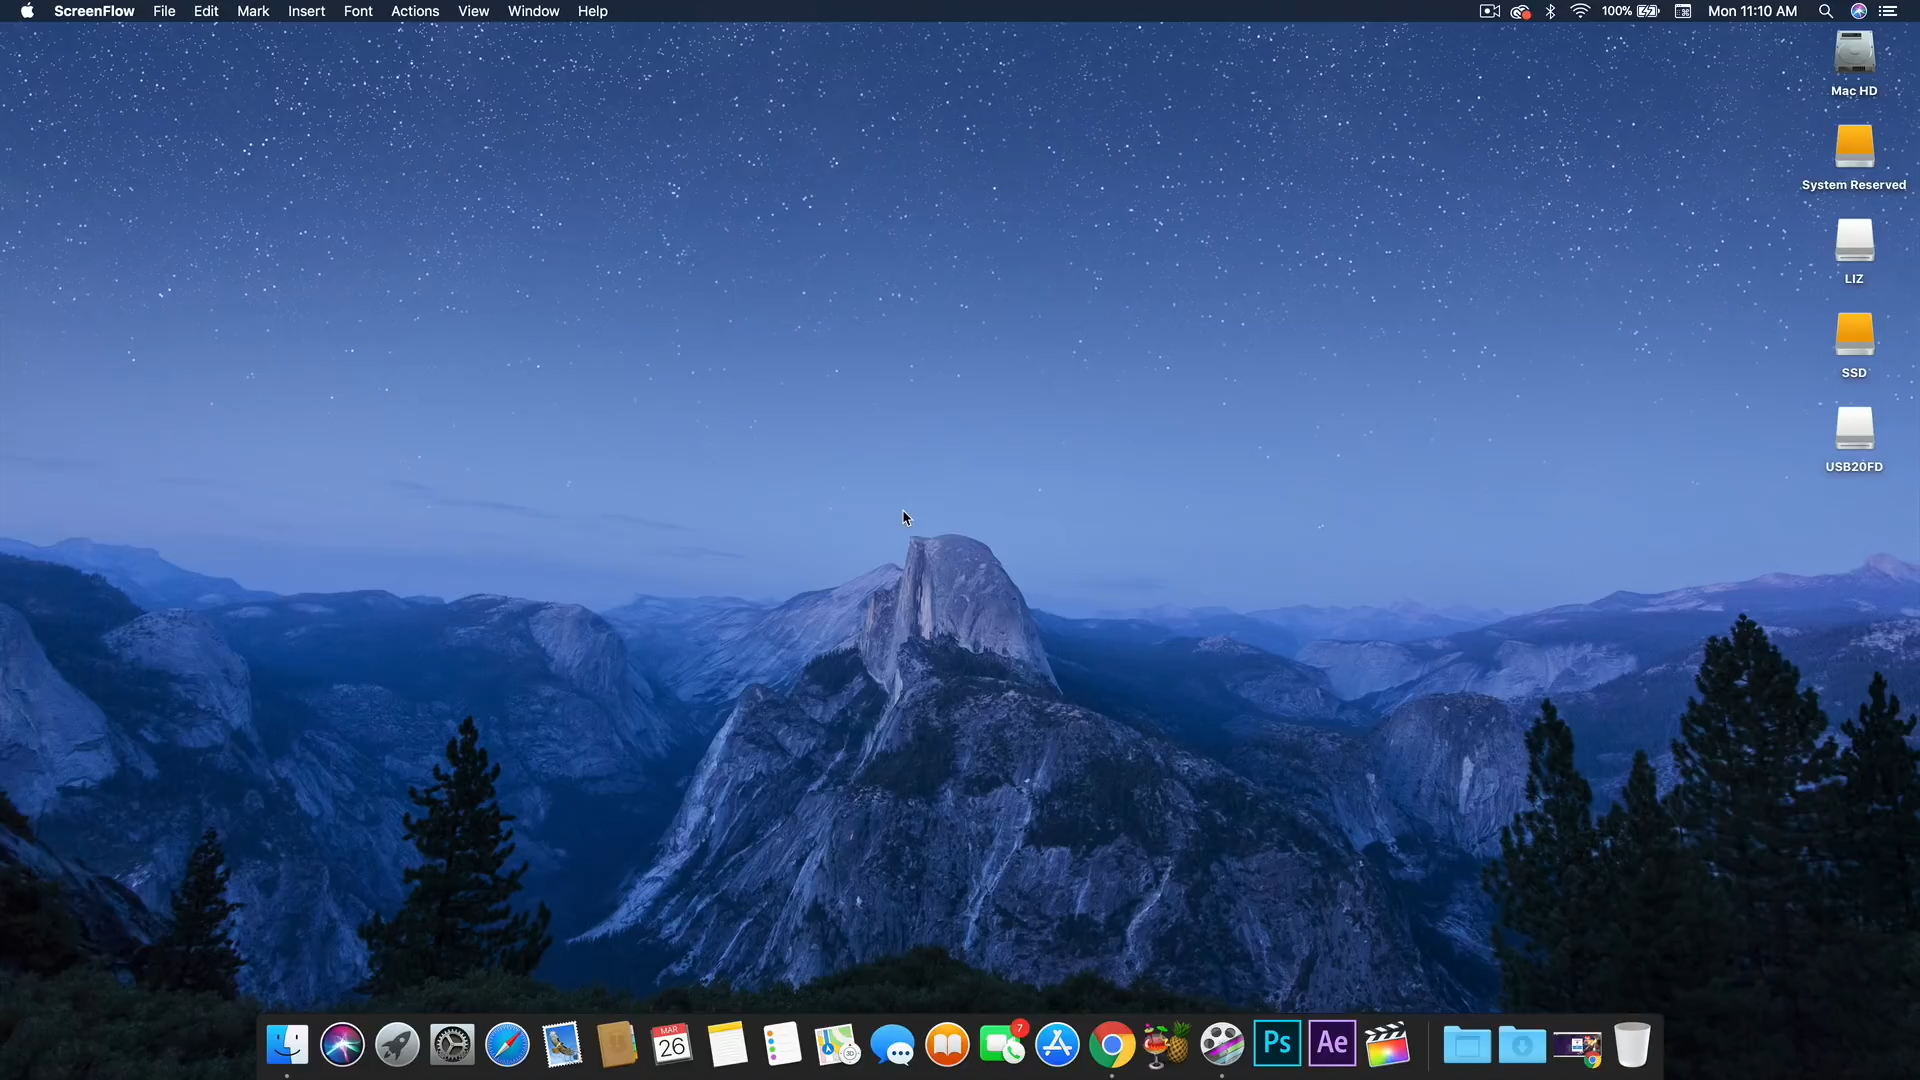 ScreenFlow File Edit Mark Insert Font Actions View Window Help 100% Mon 11:10 AM
Mac HD
System Reserved
LIZ
SSD
USB20FD
MAR
26
3D
7
Ps
Ae